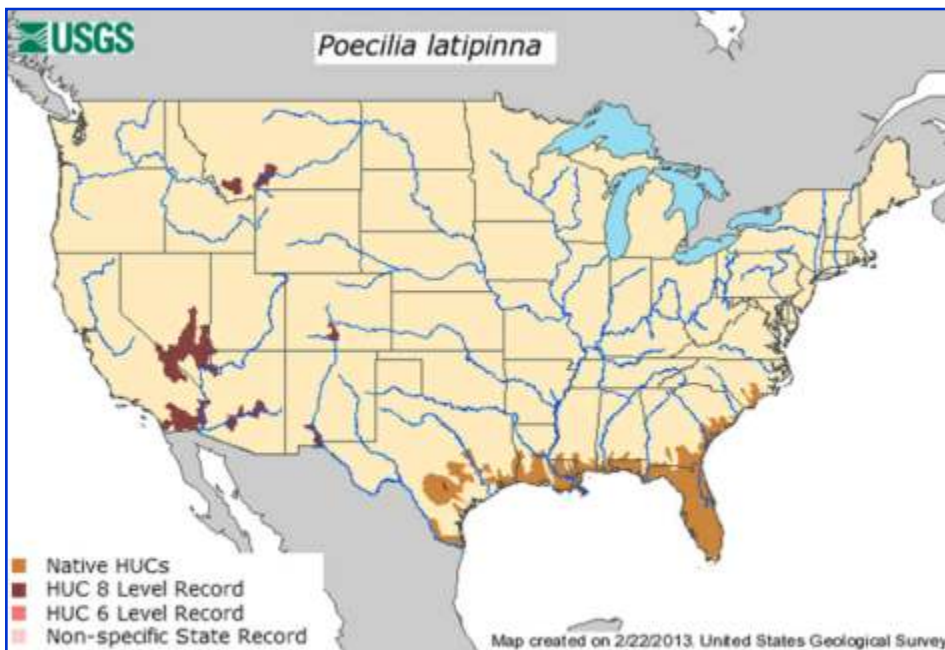 USGS
Poecilia latipinna
Native HUCs
HUC 8 Level Record
HUC 6 Level Record
Non-specific State Record
Map created on 2/22/2013. United States Geological Survey